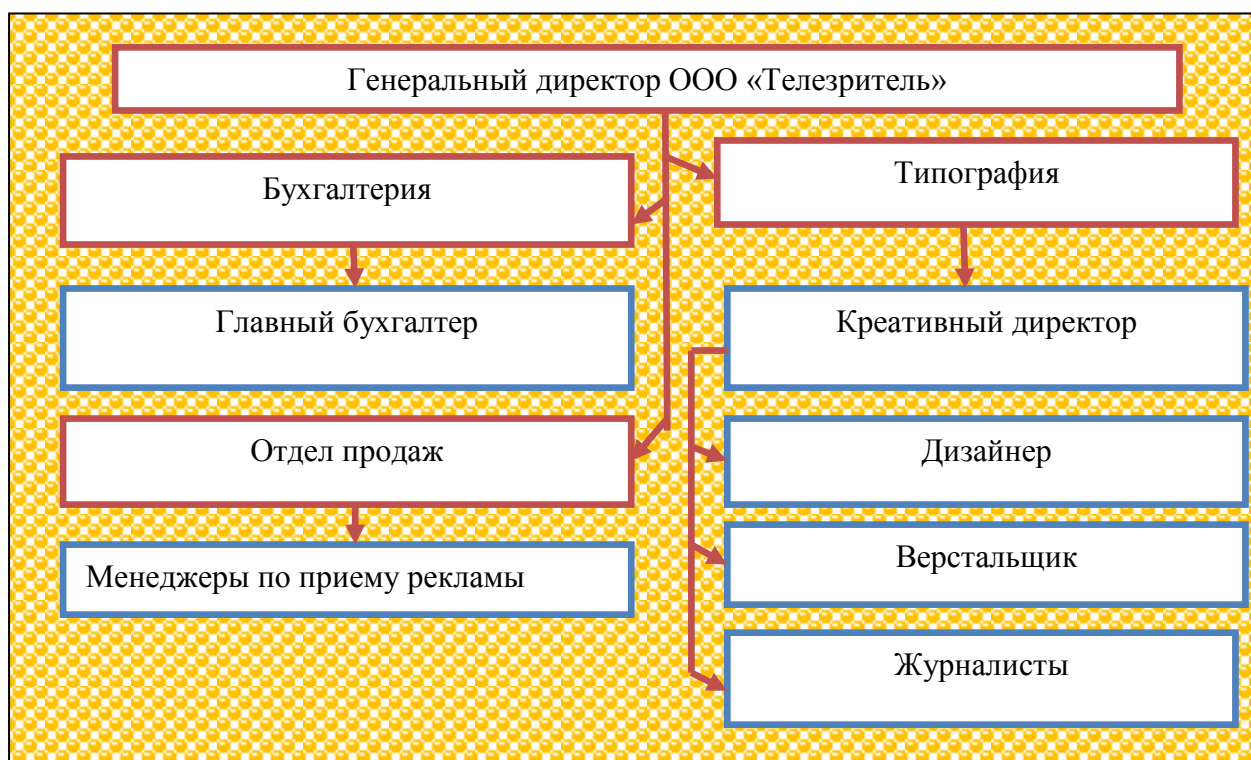 Генеральный директор ООО «Телезритель»
Бухгалтерия
Типография
Главный бухгалтер
Креативный директор
Отдел продаж
Дизайнер
Менеджеры по приему рекламы
Верстальщик
Журналисты